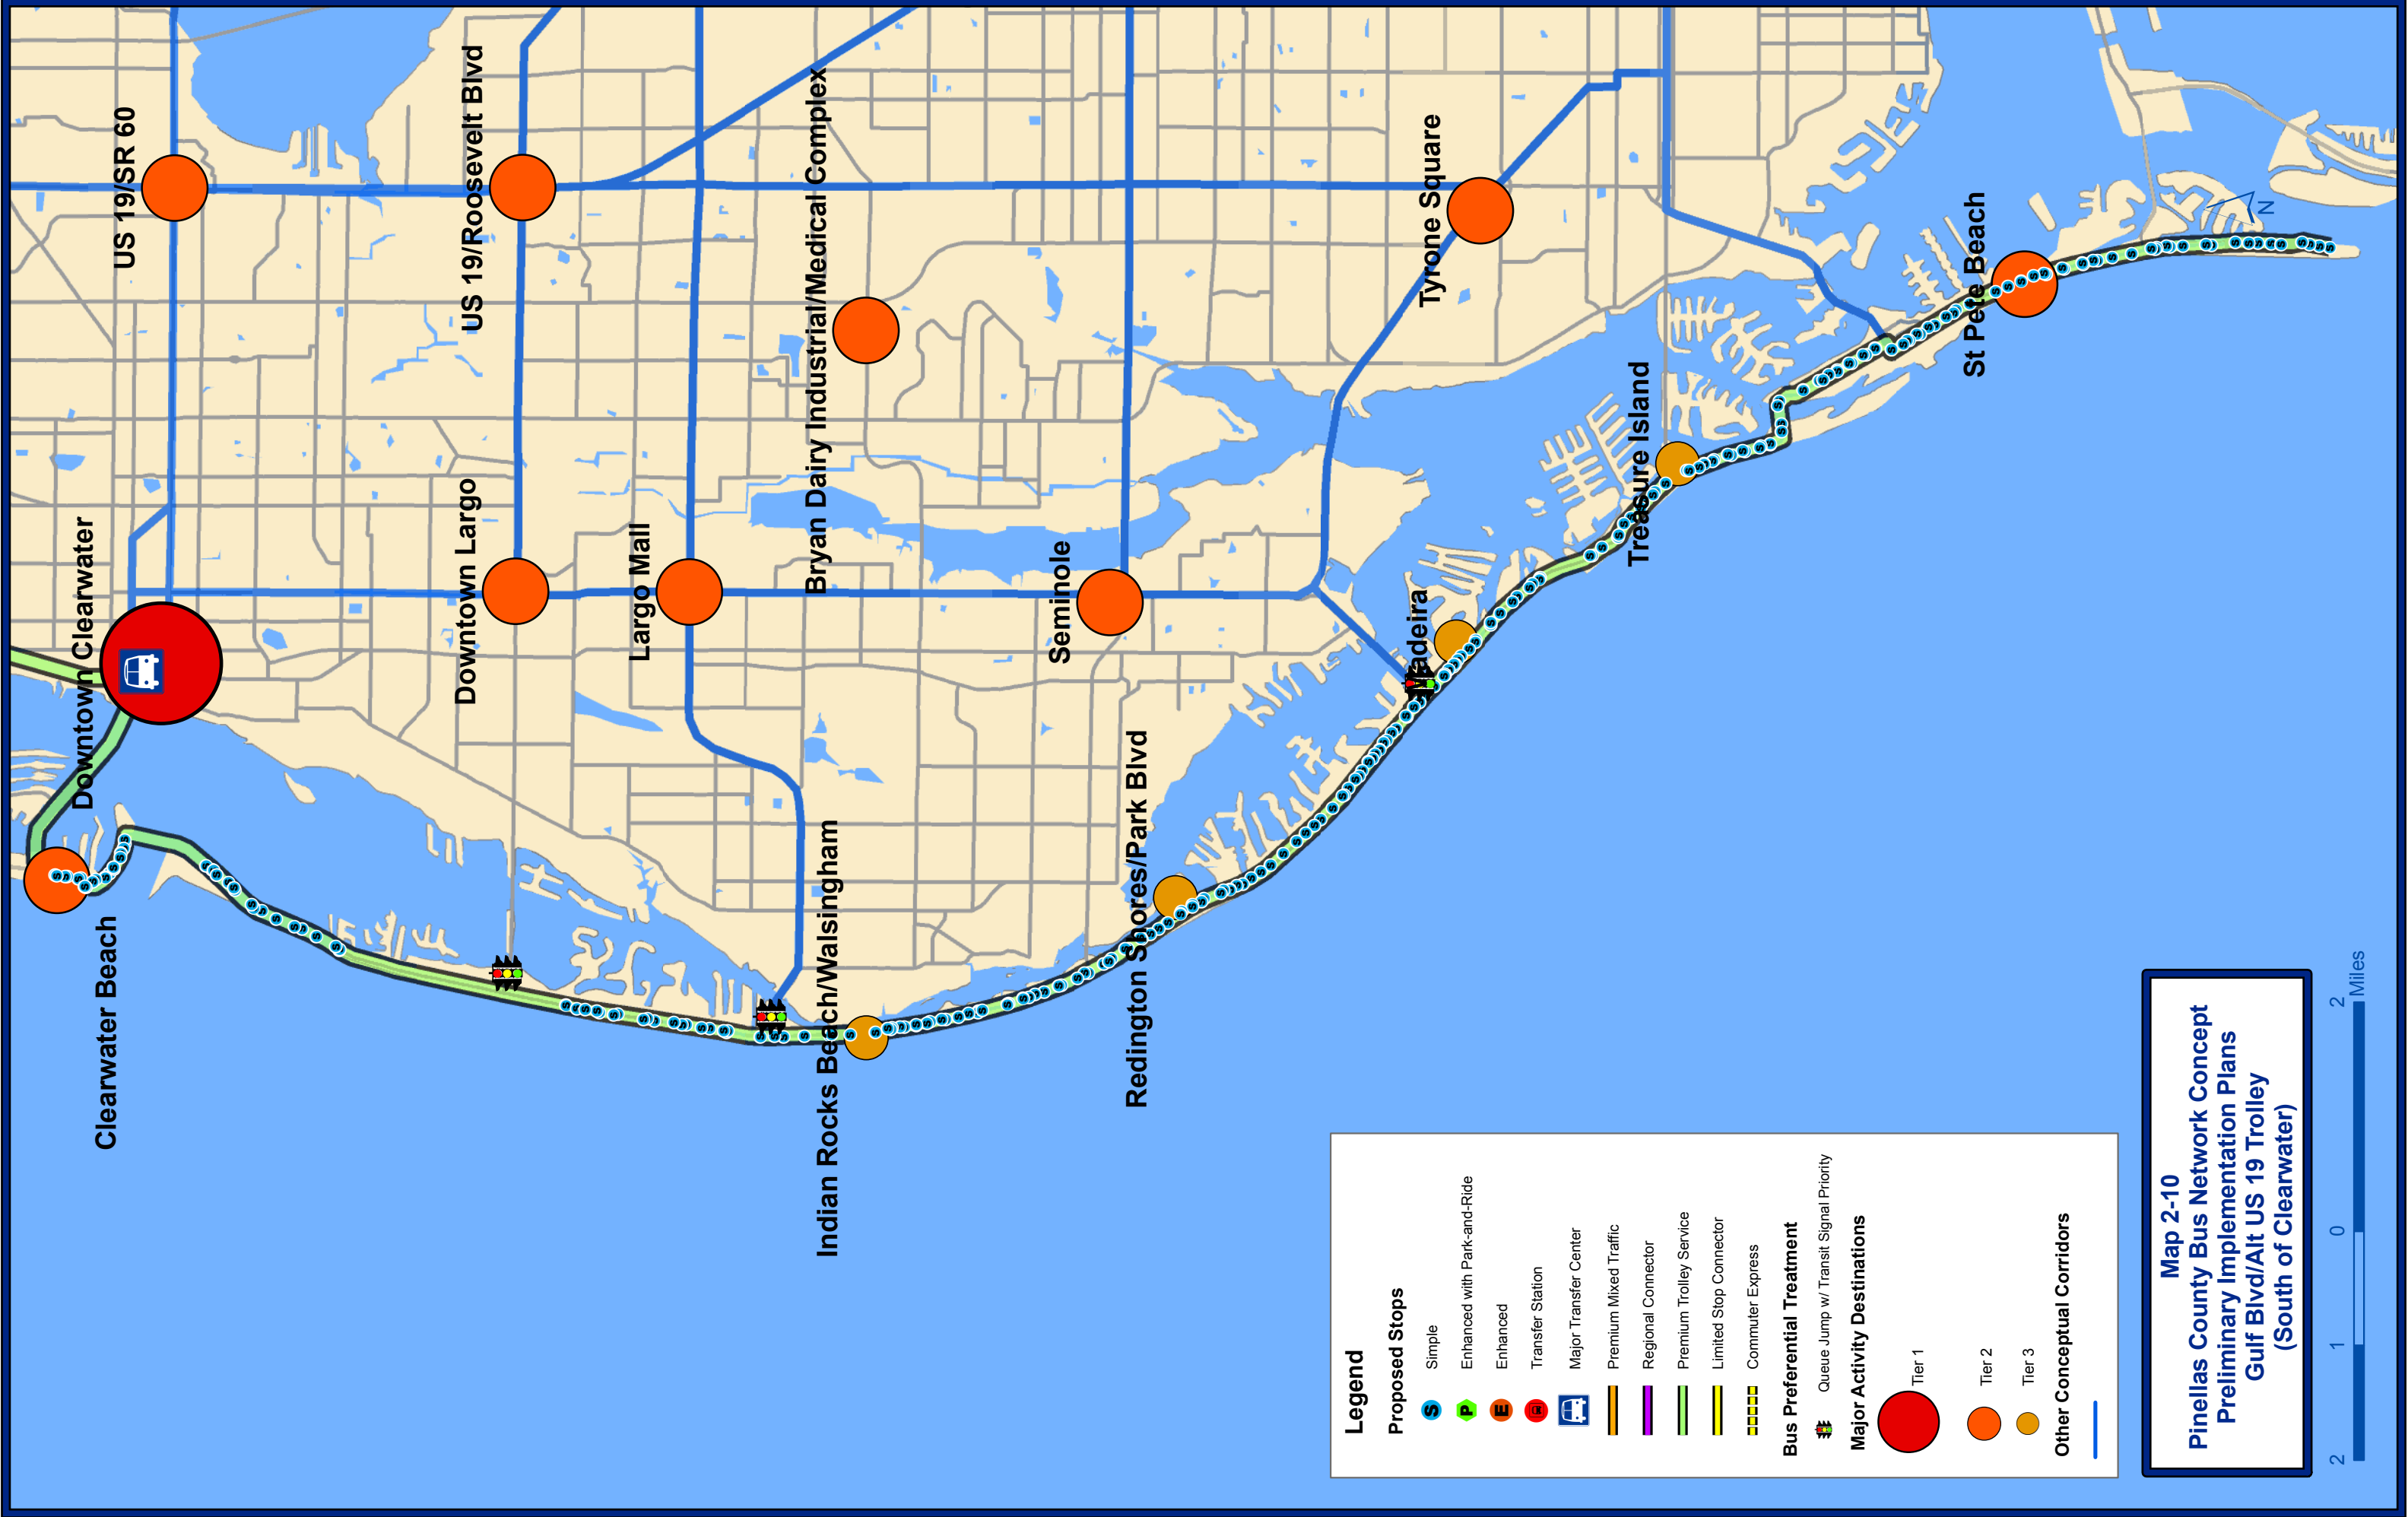 US 19/SR 60
US 19/Roosevelt Blvd
Bryan Dairy Industrial/Medical Complex
Tyrone Square
St Pete Beach
N
Downtown Clearwater
Downtown Largo
Largo Mall
Seminole
Madeira
Treasure Island
Clearwater Beach
Indian Rocks Beach/Walsingham
Redington Shores/Park Blvd
Legend
Proposed Stops
S Simple
P Enhanced with Park-and-Ride
E Enhanced
Transfer Station
Major Transfer Center
Premium Mixed Traffic
Regional Connector
Premium Trolley Service
Limited Stop Connector
Commuter Express
Bus Preferential Treatment
Queue Jump w/ Transit Signal Priority
Major Activity Destinations
Tier 1
Tier 2
Tier 3
Other Conceptual Corridors
Map 2-10
Pinellas County Bus Network Concept
Preliminary Implementation Plans
Gulf Blvd/Alt US 19 Trolley
(South of Clearwater)
2 1 0 2
Miles